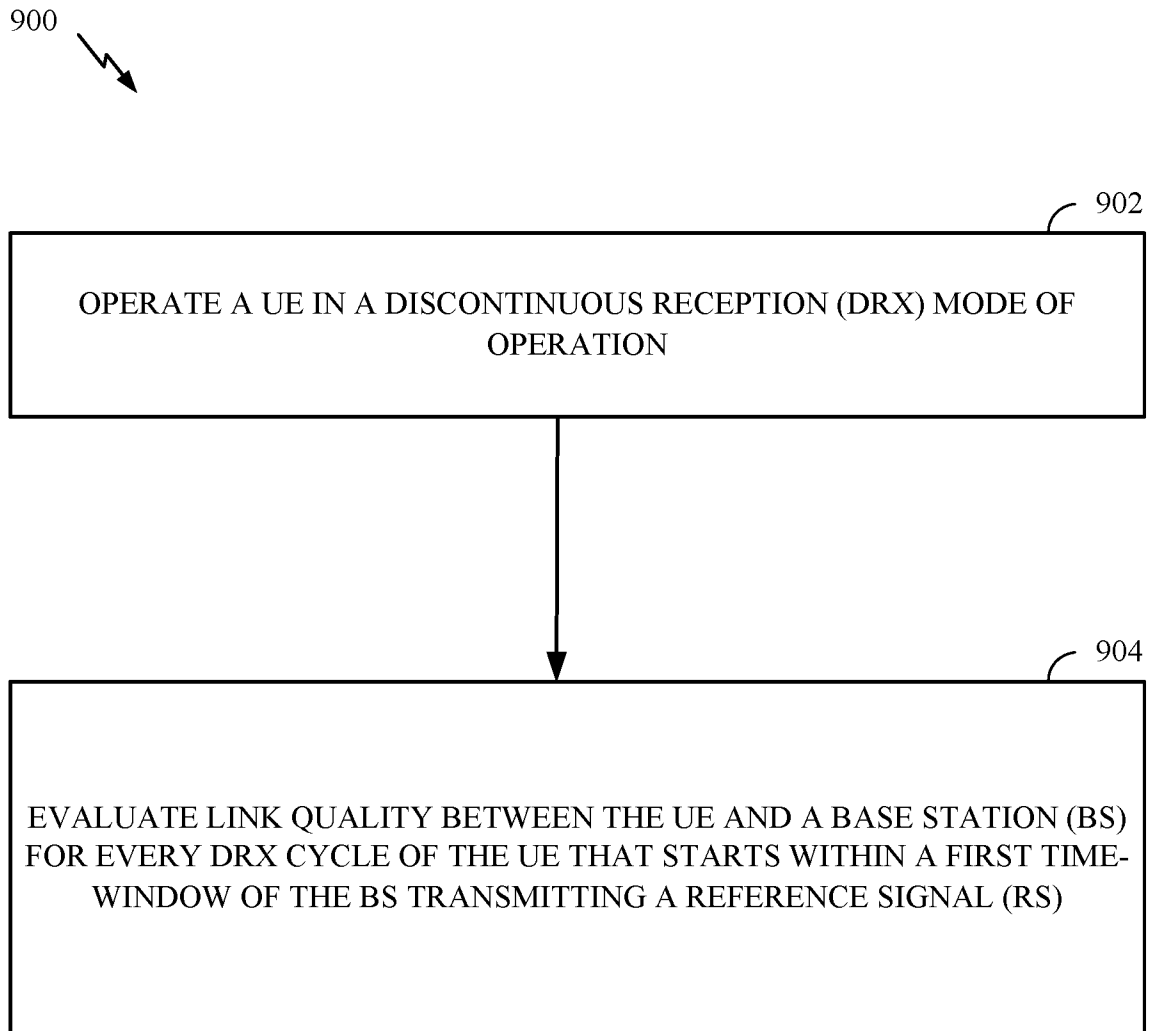 900
902
OPERATE A UE IN A DISCONTINUOUS RECEPTION (DRX) MODE OF
OPERATION
904
EVALUATE LINK QUALITY BETWEEN THE UE AND A BASE STATION (BS)
FOR EVERY DRX CYCLE OF THE UE THAT STARTS WITHIN A FIRST TIME-
WINDOW OF THE BS TRANSMITTING A REFERENCE SIGNAL (RS)